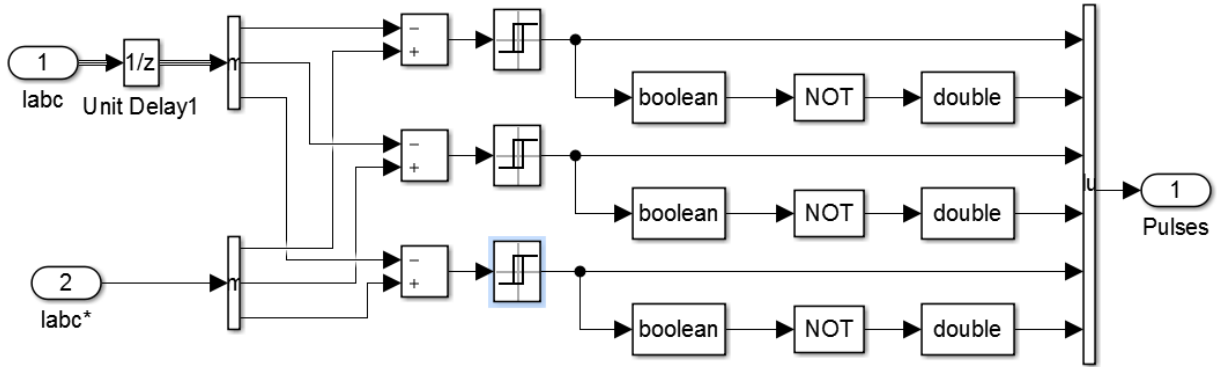 1
Iabc
1/z
Unit Delay1
−
+
boolean
NOT
double
−
+
boolean
NOT
double
1
Pulses
2
Iabc*
−
+
boolean
NOT
double